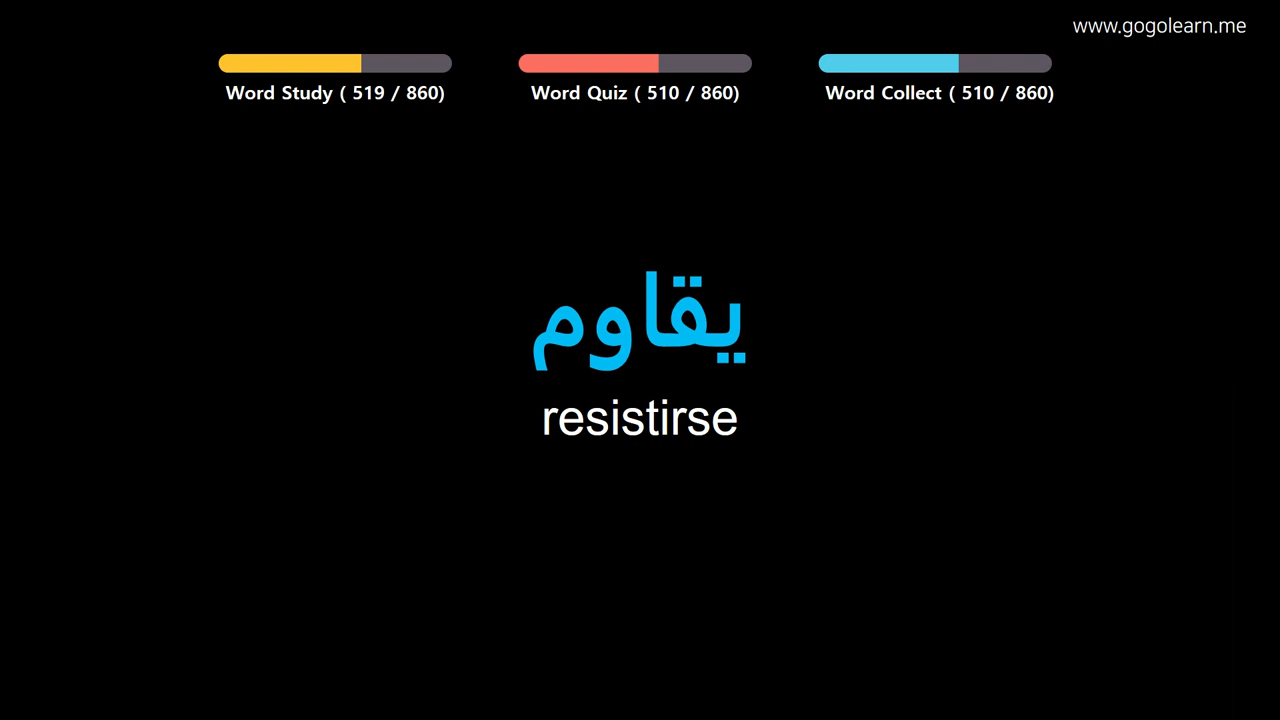 www.gogolearn.me
Word Study ( 519 / 860)
Word Quiz ( 510 / 860)
Word Collect ( 510 / 860)
يقاوم
resistirse